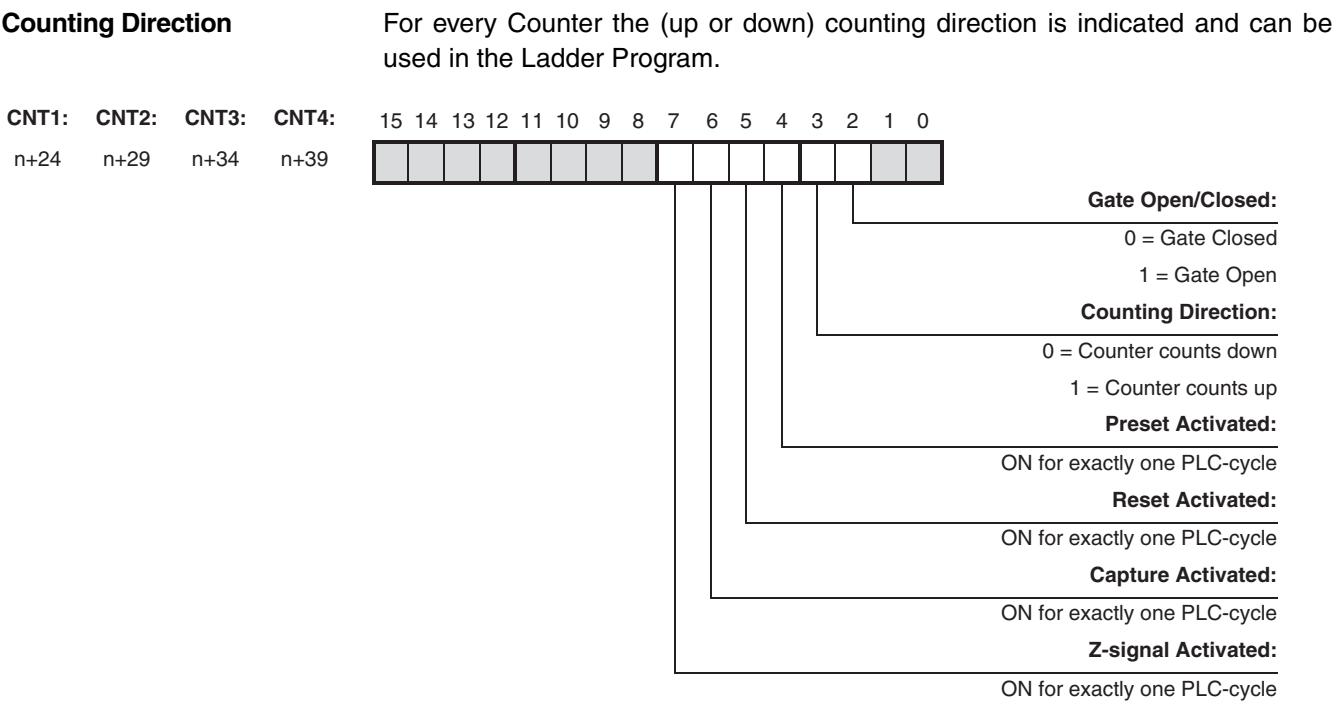 Counting Direction
For every Counter the (up or down) counting direction is indicated and can be
used in the Ladder Program.
CNT1: CNT2: CNT3: CNT4: 15 14 13 12 11 10 9 8 7 6 5 4 3 2 1 0
n+24 n+29 n+34 n+39
Gate Open/Closed:
0 = Gate Closed
1 = Gate Open
Counting Direction:
0 = Counter counts down
1 = Counter counts up
Preset Activated:
ON for exactly one PLC-cycle
Reset Activated:
ON for exactly one PLC-cycle
Capture Activated:
ON for exactly one PLC-cycle
Z-signal Activated:
ON for exactly one PLC-cycle